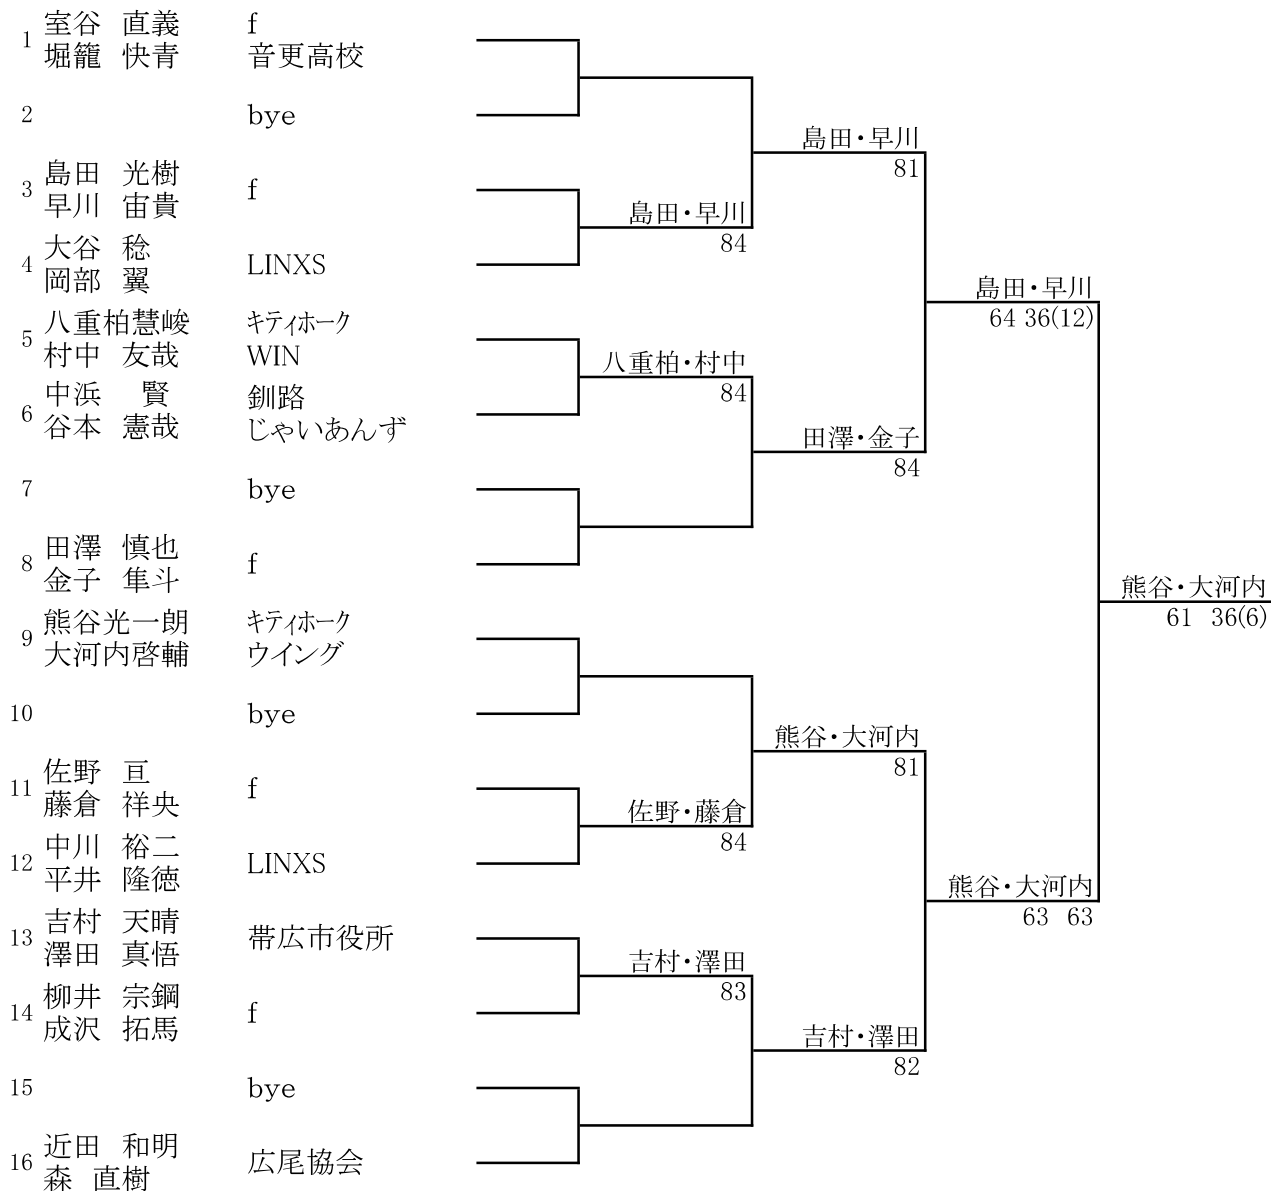 1 室谷 直義 f
堀籠 快青 音更高校
2 bye
3 島田 光樹 f
早川 宙貴
4 大谷 稔 LINXS
岡部 翼
5 八重柏慧峻 キティホーク
村中 友哉 WIN
6 中浜 賢 釧路
谷本 憲哉 じゃいあんず
7 bye
8 田澤 慎也 f
金子 隼斗
9 熊谷光一朗 キティホーク
大河内啓輔 ウイング
10 bye
11 佐野 亘 f
藤倉 祥央
12 中川 裕二 LINXS
平井 隆徳
13 吉村 天晴 帯広市役所
澤田 真悟
14 柳井 宗鋼 f
成沢 拓馬
15 bye
16 近田 和明 広尾協会
森 直樹
島田・早川
84
八重柏・村中
84
佐野・藤倉
84
吉村・澤田
83
島田・早川
81
田澤・金子
84
熊谷・大河内
81
吉村・澤田
82
島田・早川
64 36(12)
熊谷・大河内
63 63
熊谷・大河内
61 36(6)